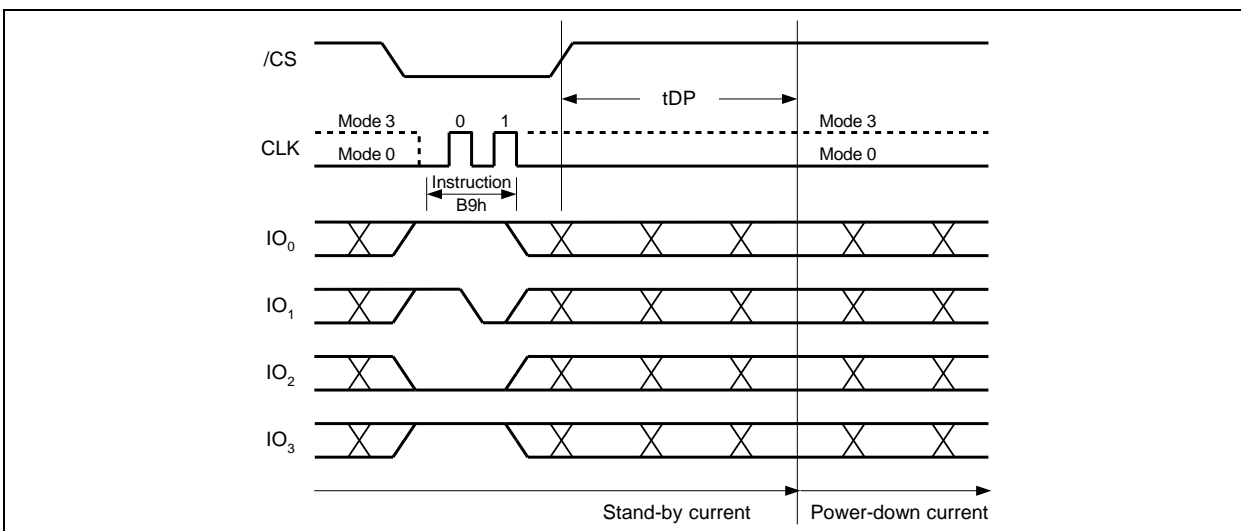 /CS
tDP
Mode 3 0 1 Mode 3
CLK
Mode 0 Mode 0
Instruction
B9h
IO0
IO1
IO2
IO3
Stand-by current Power-down current